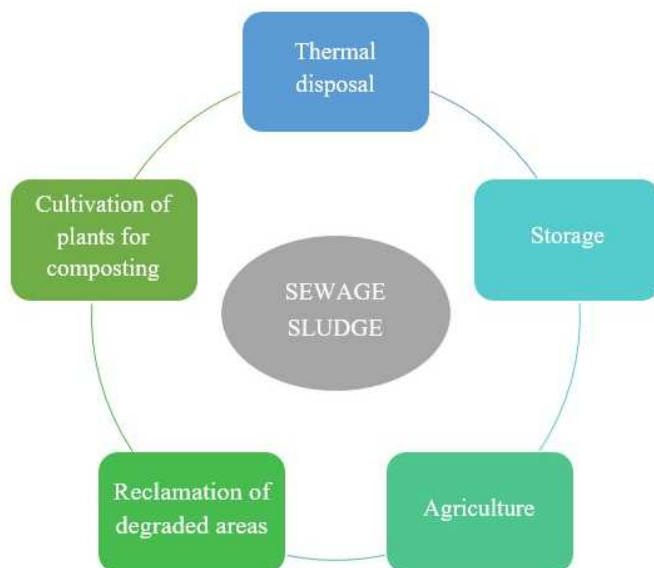 Thermal
disposal
Storage
Agriculture
Reclamation of
degraded areas
Cultivation of
plants for
composting
SEWAGE
SLUDGE